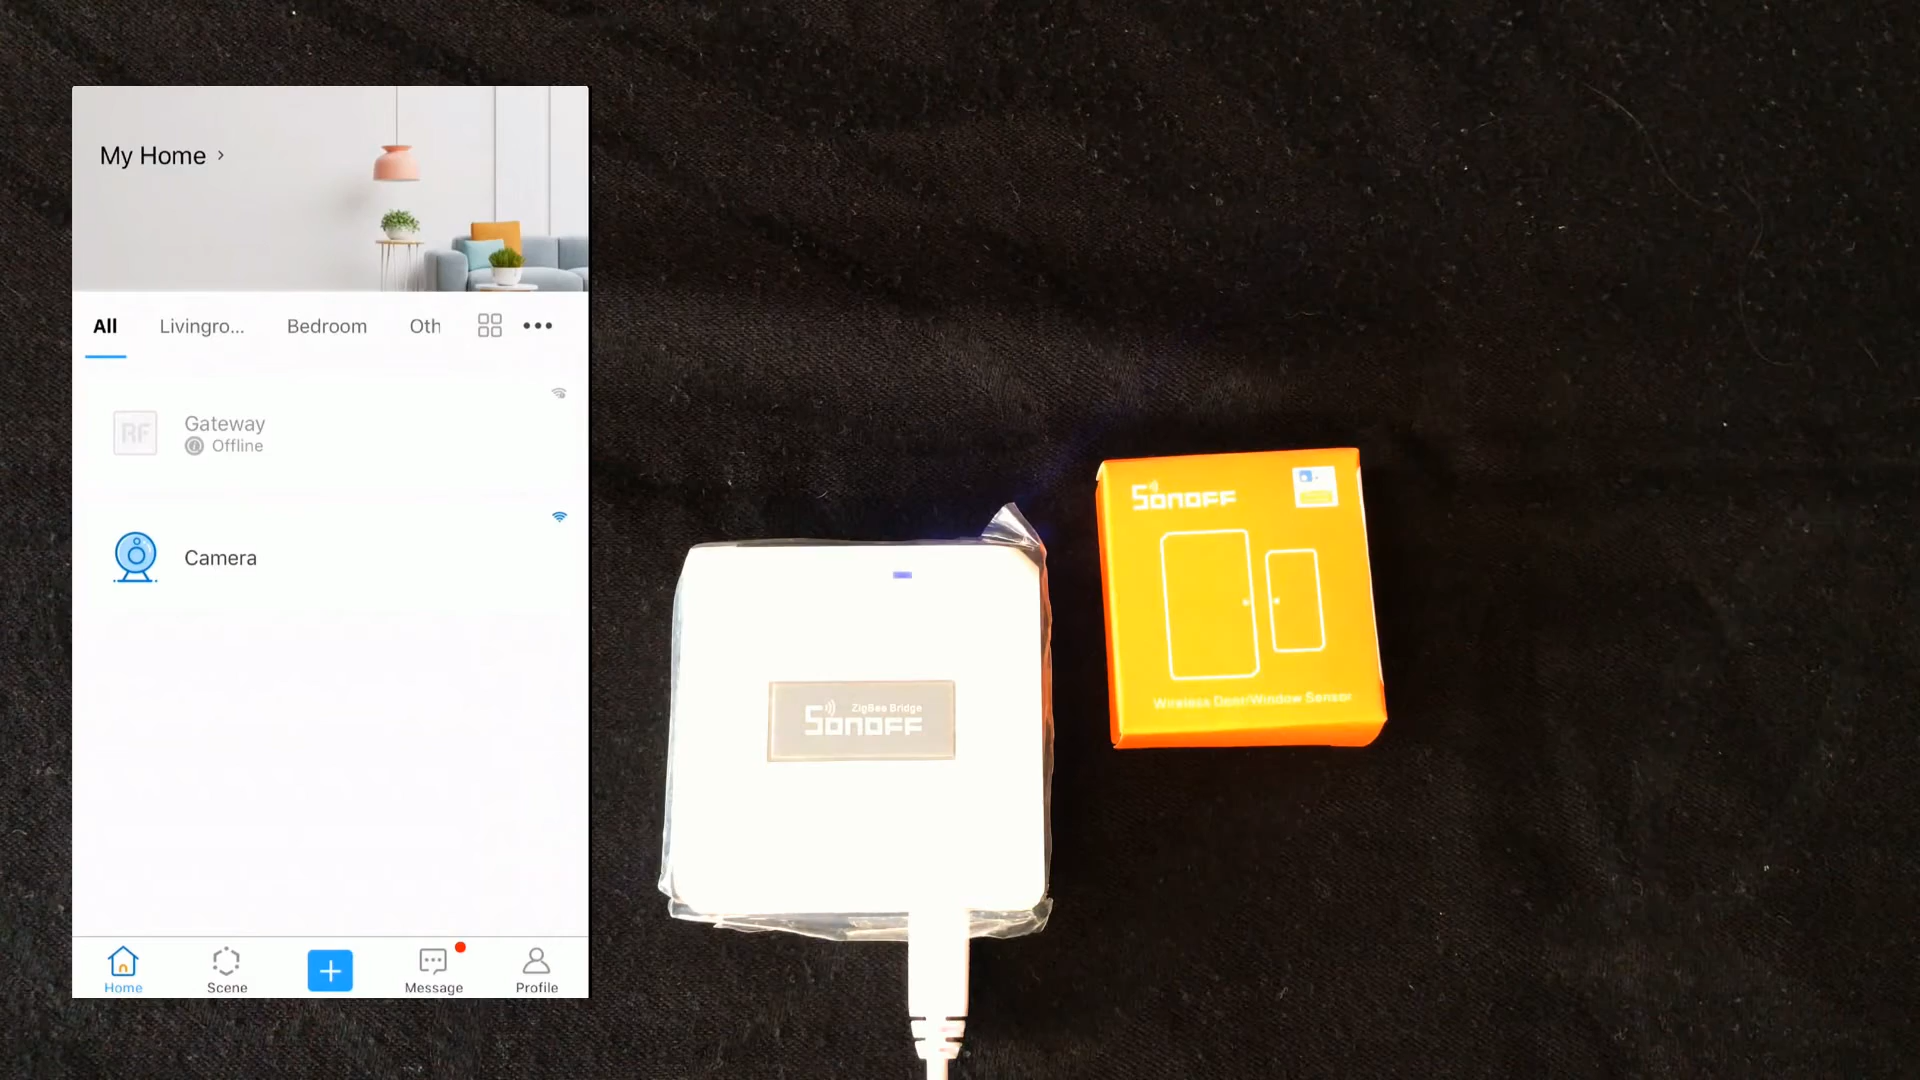 My Home
All Livingro... Bedroom Oth
RF
Gateway
Offline
Camera
Home Scene Message Profile
SONOFF
Wireless Door/Window Sensor
ZigBee Bridge
SONOFF